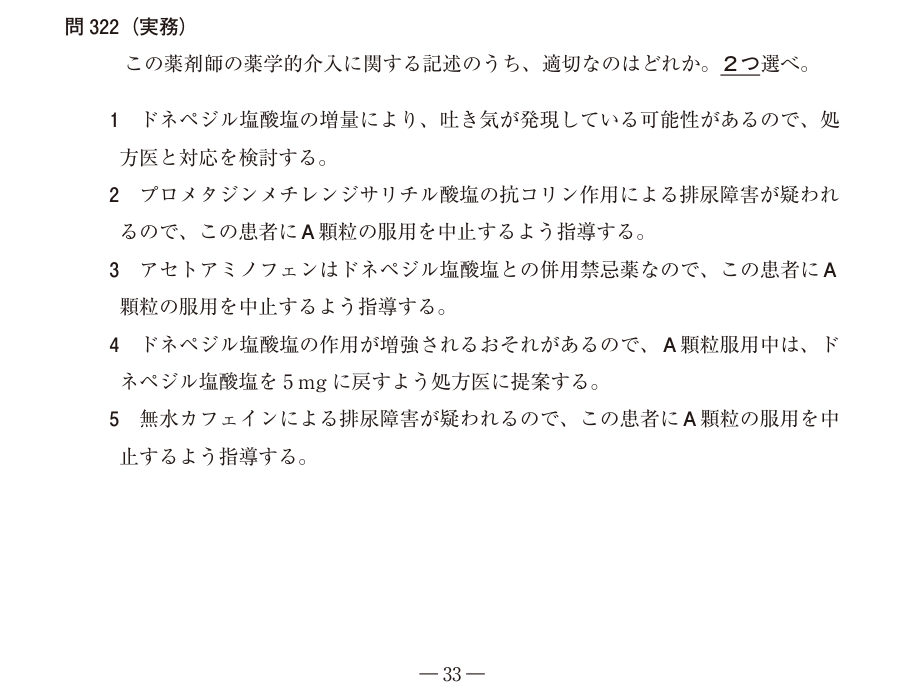 問 322（実務）
この薬剤師の薬学的介入に関する記述のうち、適切なのはどれか。２つ選べ。
1　ドネペジル塩酸塩の増量により、吐き気が発現している可能性があるので、処
方医と対応を検討する。
2　プロメタジンメチレンジサリチル酸塩の抗コリン作用による排尿障害が疑われ
るので、この患者にA顆粒の服用を中止するよう指導する。
3　アセトアミノフェンはドネペジル塩酸塩との併用禁忌薬なので、この患者にA
顆粒の服用を中止するよう指導する。
4　ドネペジル塩酸塩の作用が増強されるおそれがあるので、A顆粒服用中は、ド
ネペジル塩酸塩を 5 mg に戻すよう処方医に提案する。
5　無水カフェインによる排尿障害が疑われるので、この患者にA顆粒の服用を中
止するよう指導する。
― 33 ―